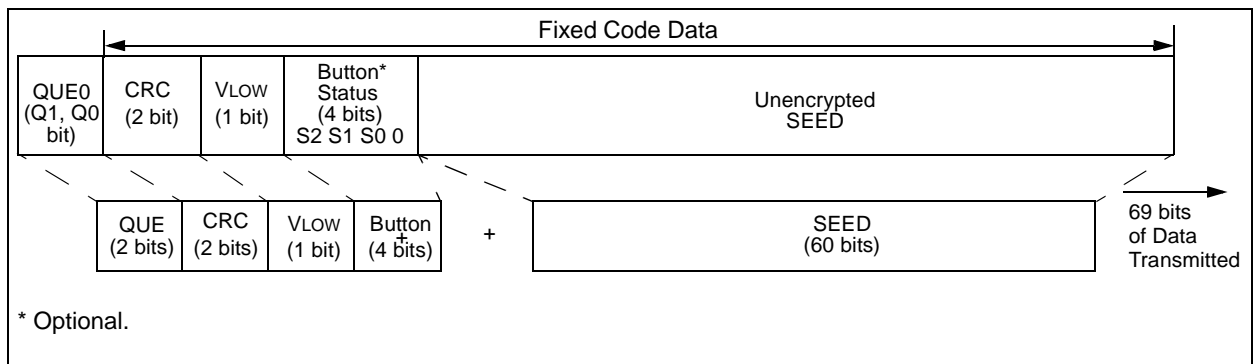 Fixed Code Data
QUE0
(Q1, Q0
bit)
CRC
(2 bit)
VLOW
(1 bit)
Button*
Status
(4 bits)
S2 S1 S0 0
Unencrypted
SEED
QUE
(2 bits)
CRC
(2 bits)
VLOW
(1 bit)
Button
+
(4 bits)
+
SEED
(60 bits)
69 bits
of Data
Transmitted
* Optional.